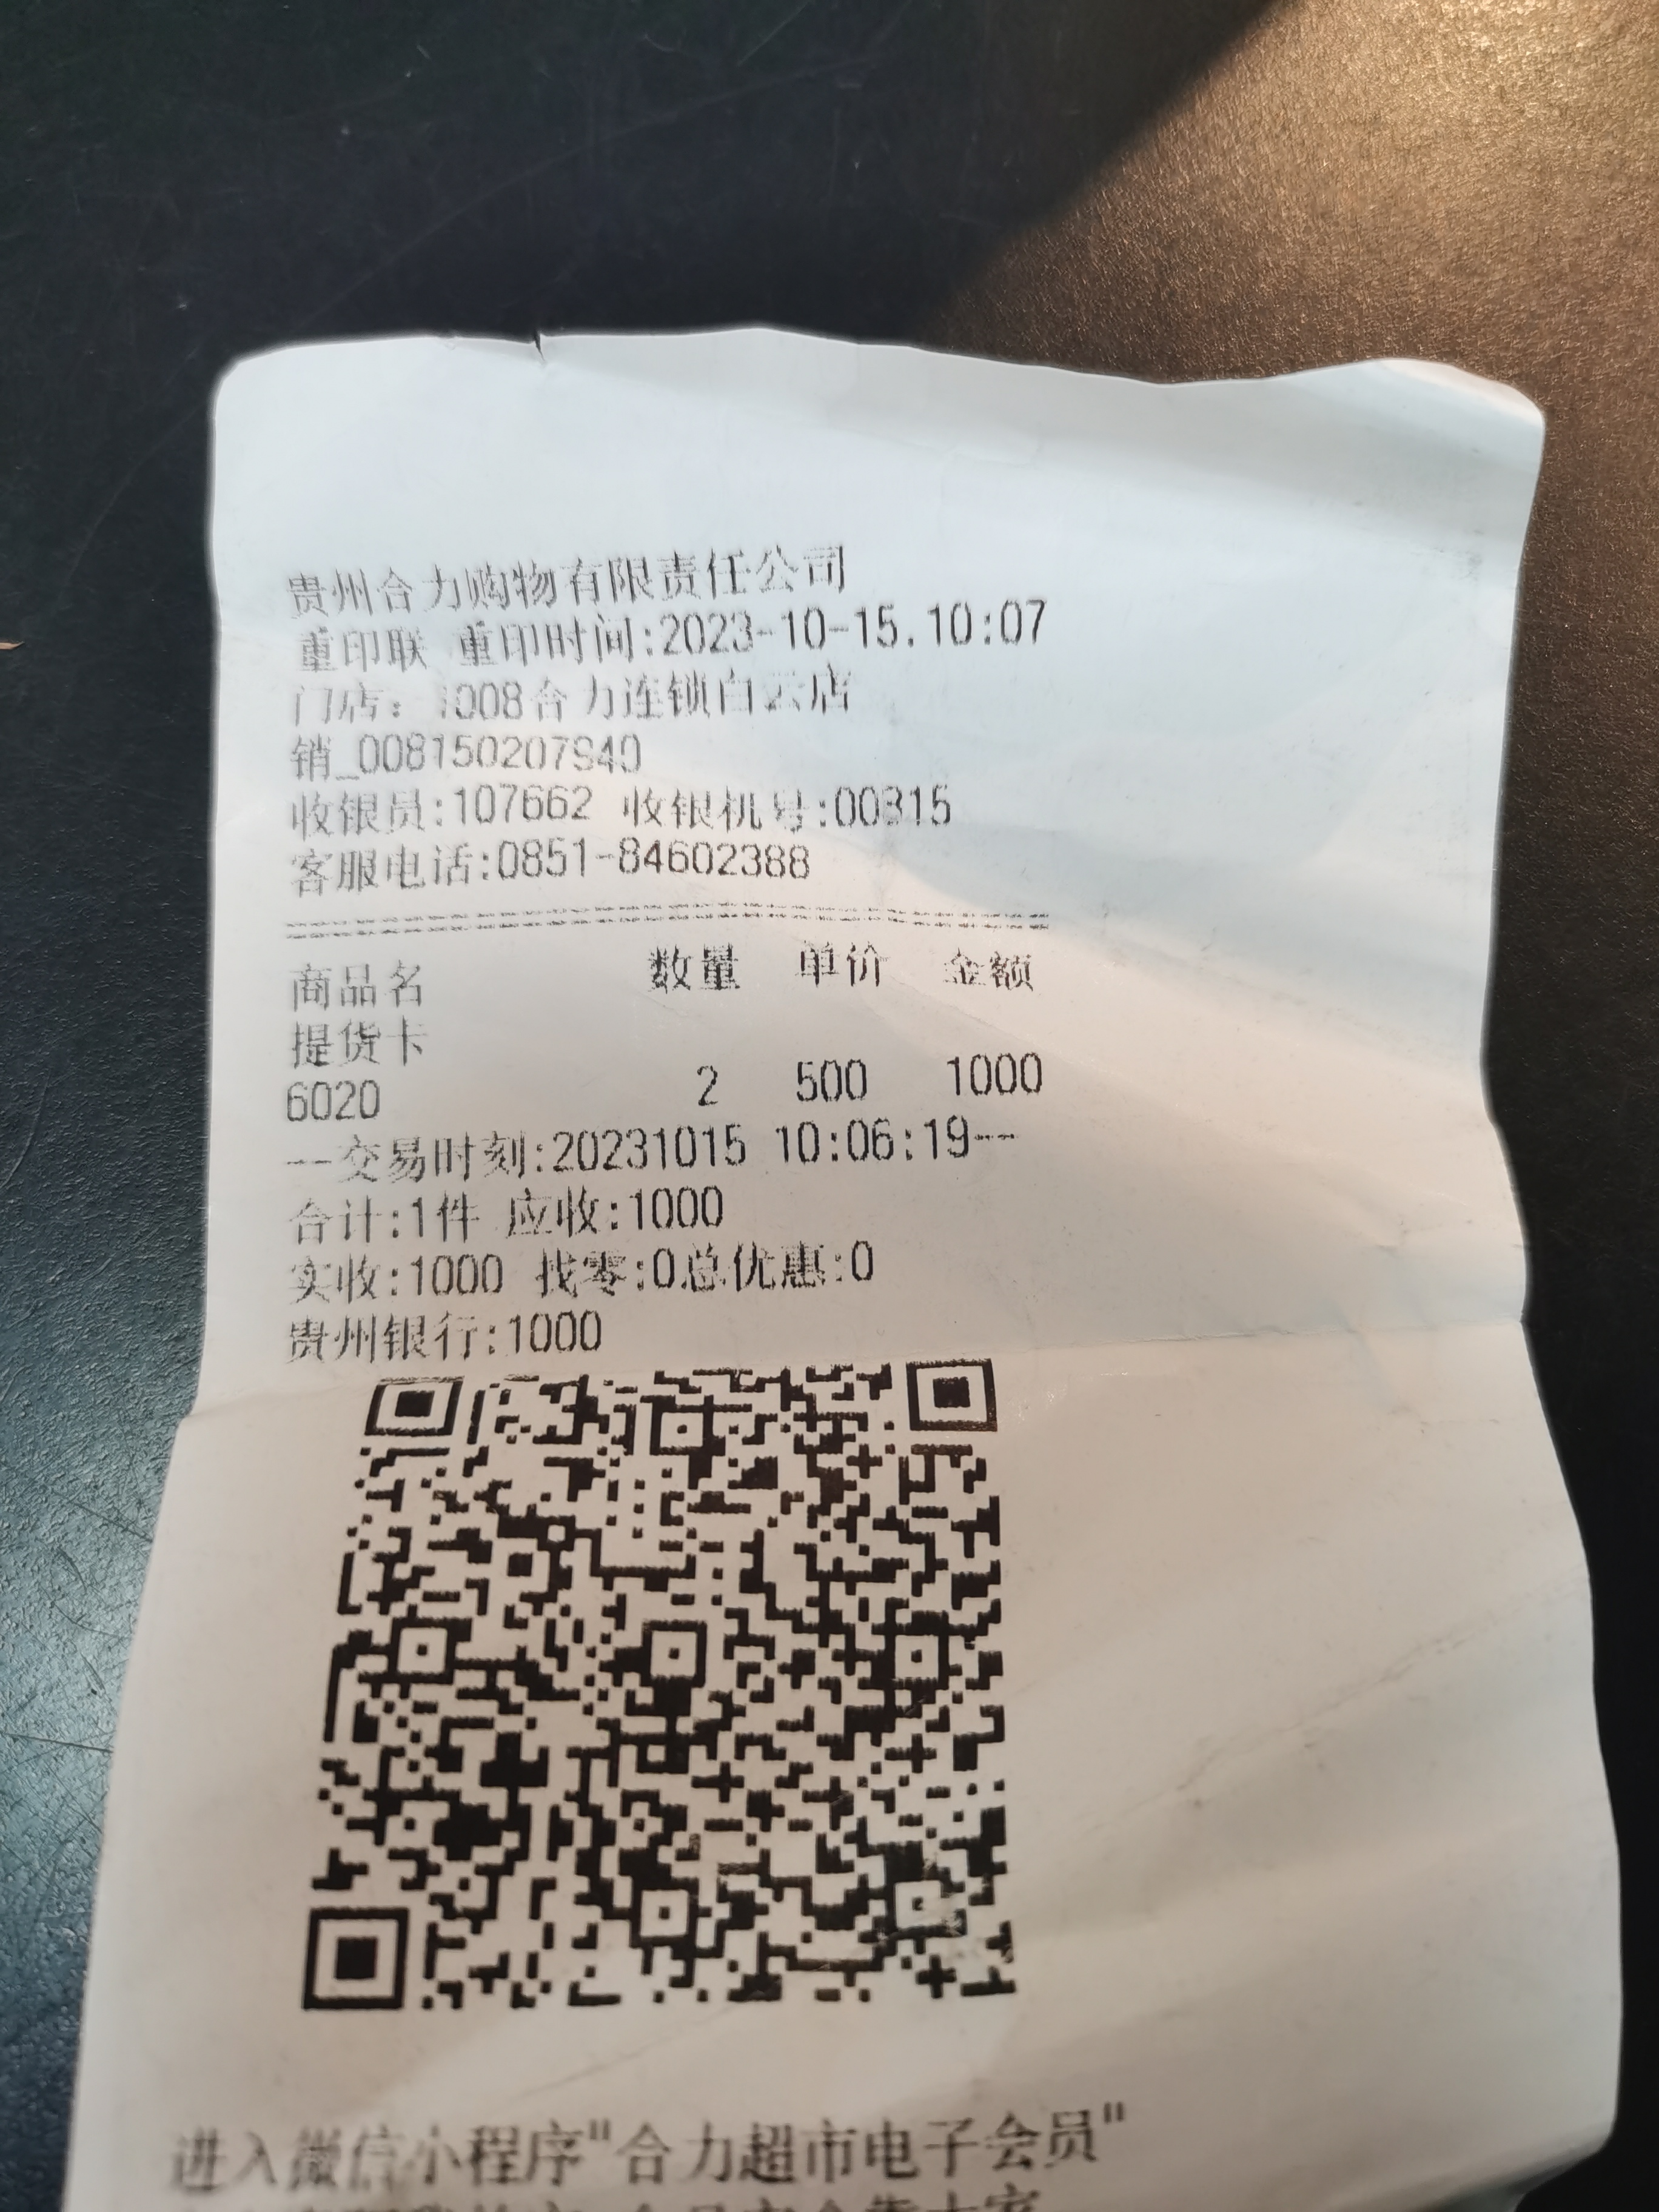 贵州合力购物有限责任公司
重印联 重印时间:2023-10-15.10:07
门店：1008合力连锁白云店
销_008150207940
收银员:107662 收银机号:00315
客服电话:0851-84602388
商品名 数量 单价 金额
提货卡
6020 2 500 1000
--交易时刻:20231015 10:06:19--
合计:1件 应收:1000
实收:1000 找零:0总优惠:0
贵州银行:1000
进入微信小程序"合力超市电子会员"